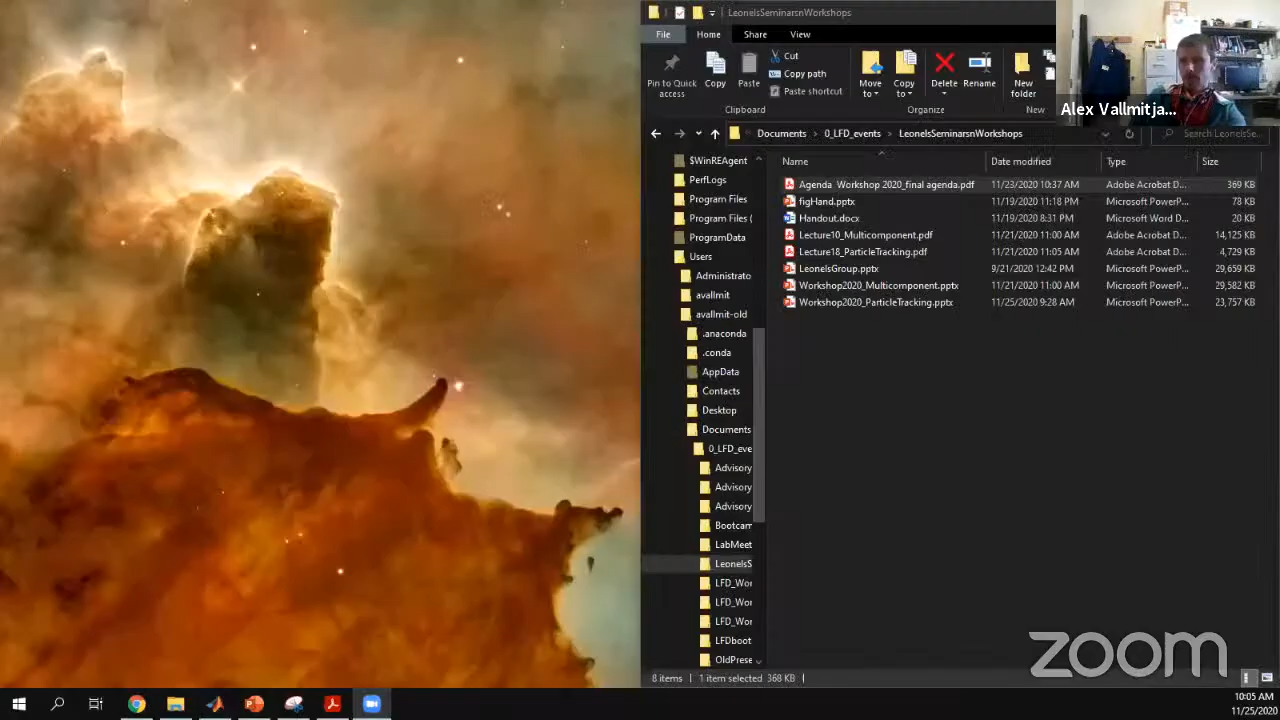 LeonelsSeminarsnWorkshops
File
Home
Share
View
Pin to Quick access
Copy
Paste
Cut
Copy path
Paste shortcut
Clipboard
Move to
Copy to
Delete
Rename
Organize
New folder
New
Alex Vallmitja...
Documents
0_LFD_events
LeonelsSeminarsnWorkshops
Search LeonelsSe...
$WinREAgent
PerfLogs
Program Files
Program Files (
ProgramData
Users
Administrato
avallmit
avallmit-old
.anaconda
.conda
AppData
Contacts
Desktop
Documents
0_LFD_eve
Advisory
Advisory
Advisory
Bootcam
LabMeet
LeonelsS
LFD_Wor
LFD_Wor
LFD_Wor
LFDboot
OldPrese
Name Date modified Type Size
Agenda Workshop 2020_final agenda.pdf 11/23/2020 10:37 AM Adobe Acrobat D... 369 KB
figHand.pptx 11/19/2020 11:18 PM Microsoft PowerP... 78 KB
Handout.docx 11/19/2020 8:31 PM Microsoft Word D... 20 KB
Lecture10_Multicomponent.pdf 11/21/2020 11:00 AM Adobe Acrobat D... 14,125 KB
Lecture18_ParticleTracking.pdf 11/21/2020 11:05 AM Adobe Acrobat D... 4,729 KB
LeonelsGroup.pptx 9/21/2020 12:42 PM Microsoft PowerP... 29,659 KB
Workshop2020_Multicomponent.pptx 11/21/2020 11:00 AM Microsoft PowerP... 29,582 KB
Workshop2020_ParticleTracking.pptx 11/25/2020 9:28 AM Microsoft PowerP... 23,757 KB
zoom
8 items 1 item selected 368 KB
10:05 AM
11/25/2020